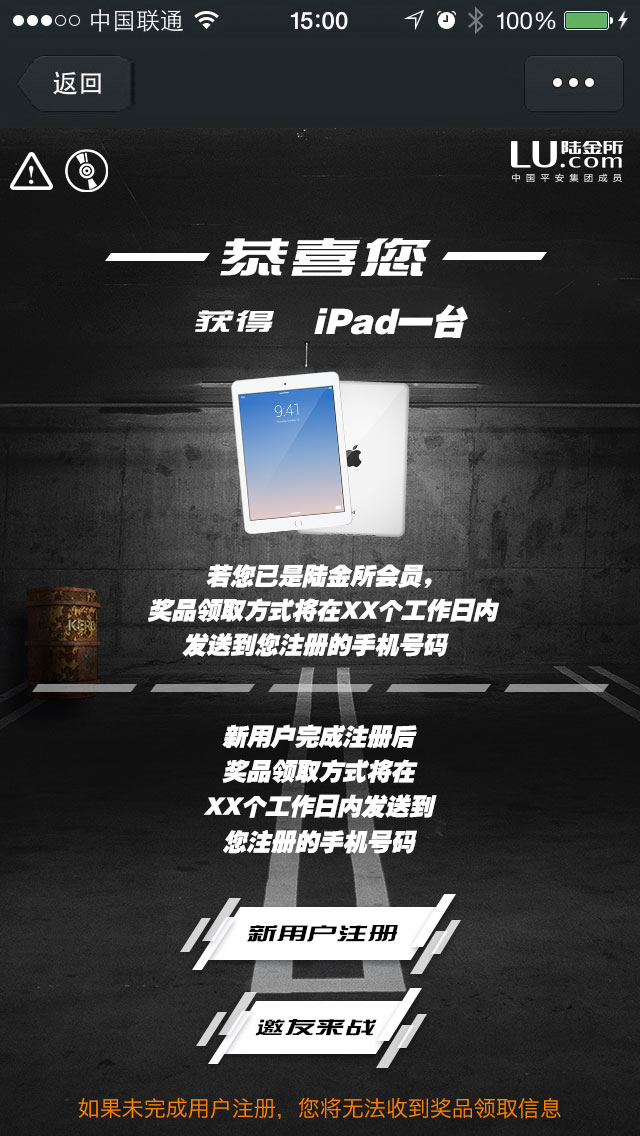 中国联通 15:00 100%
返回
LU陆金所
.com
中国平安集团成员
恭喜您
获得 iPad一台
9:41
若您已是陆金所会员，
奖品领取方式将在XX个工作日内
发送到您注册的手机号码
新用户完成注册后
奖品领取方式将在
XX个工作日内发送到
您注册的手机号码
新用户注册
邀友来战
如果未完成用户注册，您将无法收到奖品领取信息